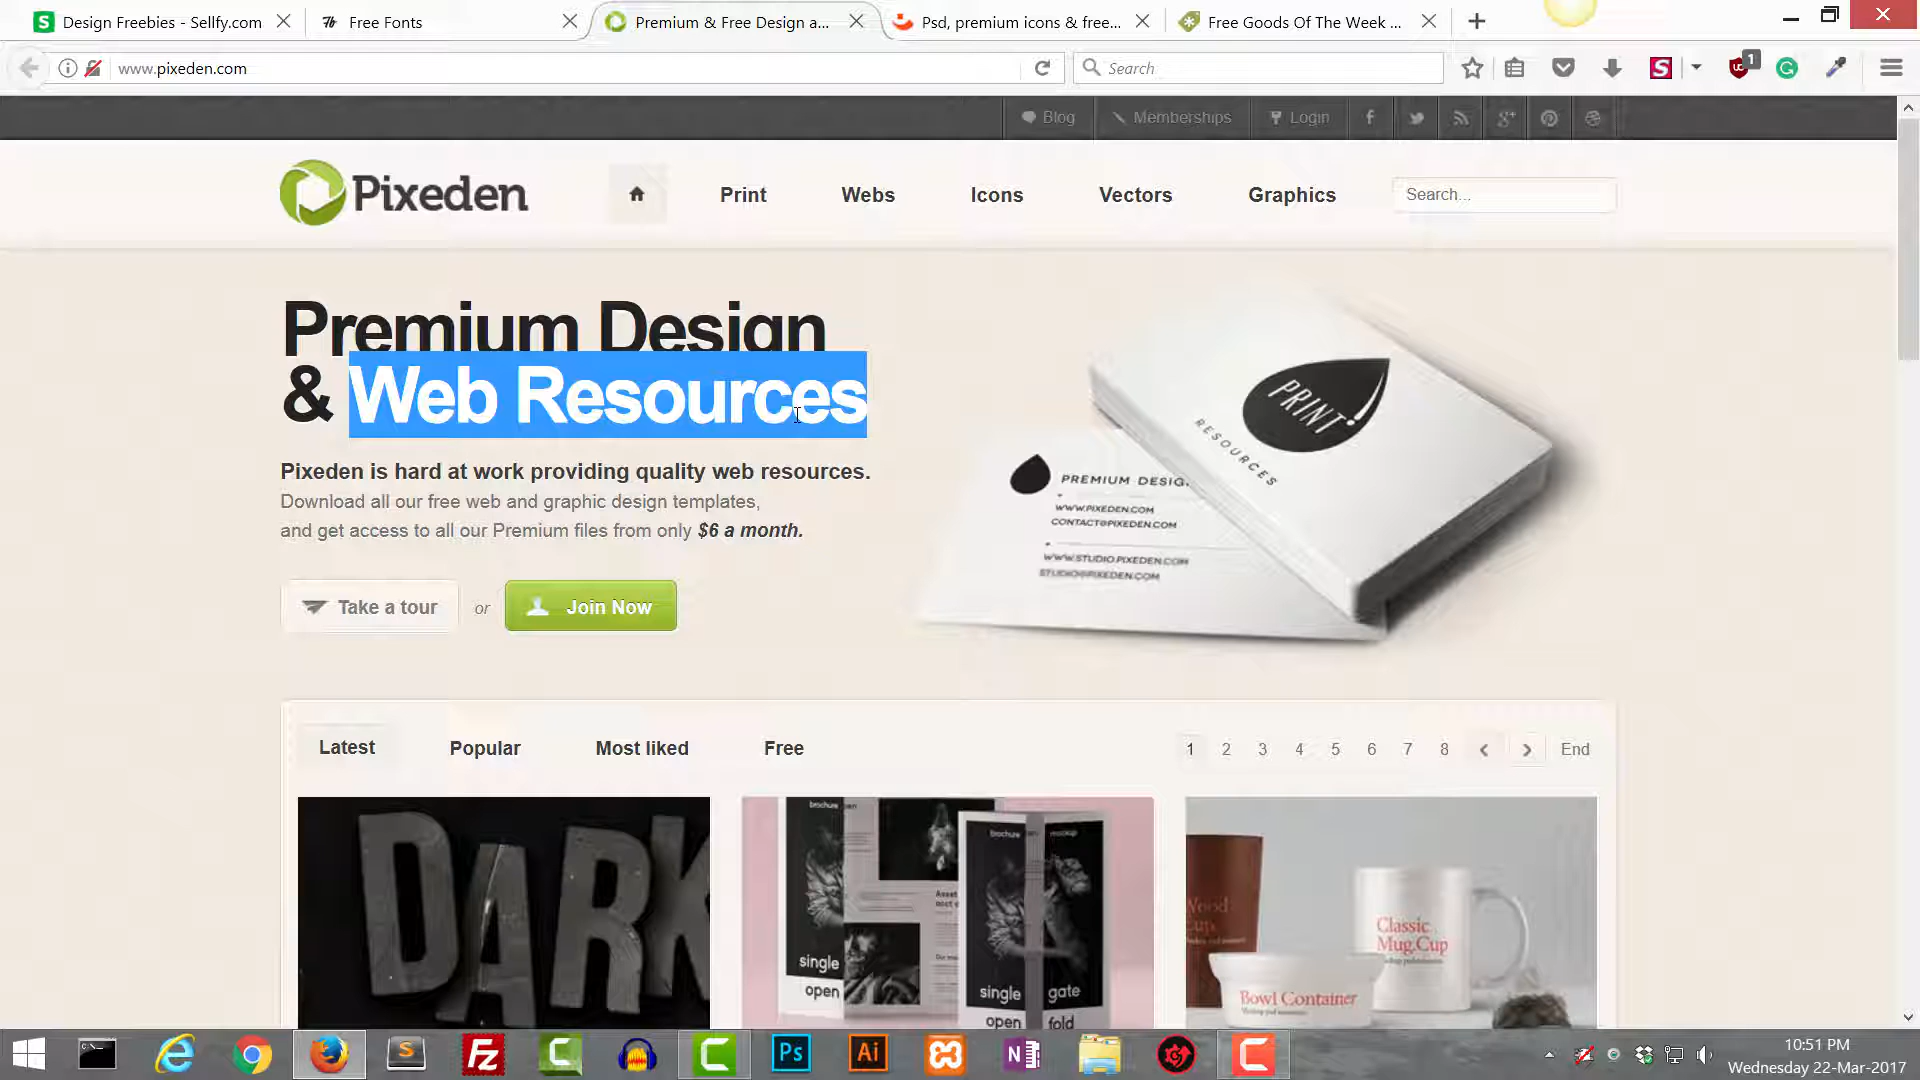 Design Freebies - Sellfy.com
Free Fonts
Premium & Free Design a...
Psd, premium icons & free...
Free Goods Of The Week ...
www.pixeden.com
Search
1
Blog
Memberships
Login
Pixeden
Print
Webs
Icons
Vectors
Graphics
Search...
Premium Design
& Web Resources
Pixeden is hard at work providing quality web resources.
Download all our free web and graphic design templates,
and get access to all our Premium files from only $6 a month.
Take a tour
or
Join Now
PRINT
RESOURCES
PREMIUM DESIG
WWW.PIXEDEN.COM
CONTACT@PIXEDEN.COM
WWW.STUDIO.PIXEDEN.COM
STUDIO@PIXEDEN.COM
Latest
Popular
Most liked
Free
1 2 3 4 5 6 7 8
End
DARK
brochure
single
open
brochure
mockup
single
open
gate
fold
Wood
Cup
Classic
Mug.Cup
Bowl Container
10:51 PM
Wednesday 22-Mar-2017